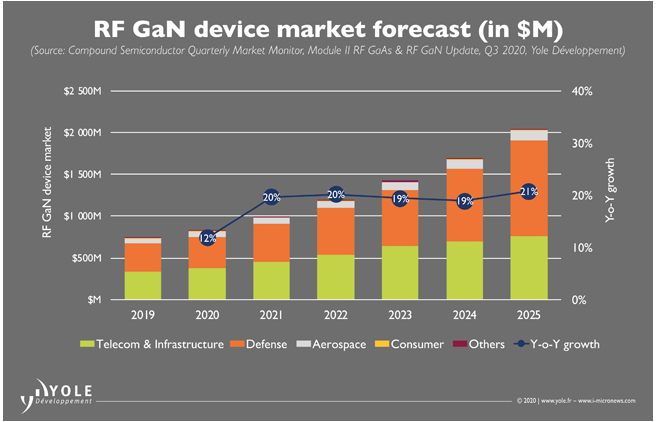 RF GaN device market forecast (in $M)
(Source: Compound Semiconductor Quarterly Market Monitor, Module II RF GaAs & RF GaN Update, Q3 2020, Yole Développement)
$2 500M
$2 000M
$1 500M
$1 000M
$500M
$M
RF GaN device market
40%
30%
20%
10%
0%
Y-o-Y growth
12%
20%
20%
19%
19%
21%
2019 2020 2021 2022 2023 2024 2025
Telecom & Infrastructure Defense Aerospace Consumer Others Y-o-Y growth
YOLE
Développement
© 2020 | www.yole.fr – www.i-micronews.com